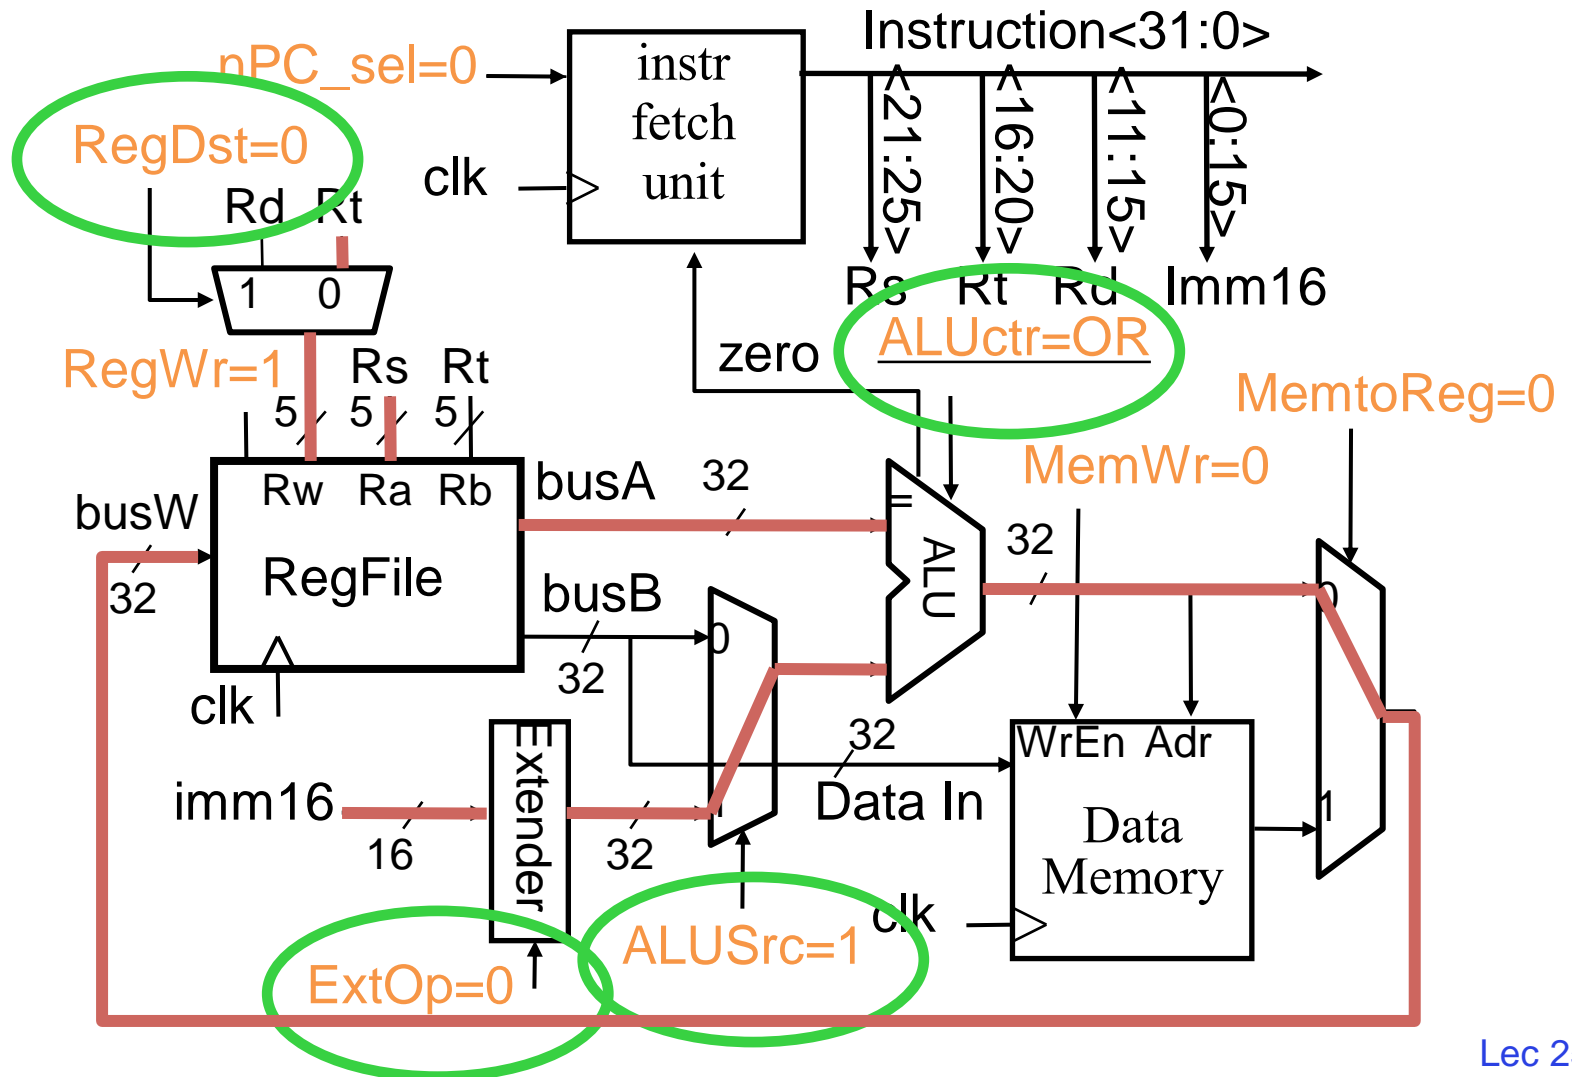 Instruction<31:0>
nPC_sel=0
instr
fetch
unit
<21:25>
<16:20>
<11:15>
<0:15>
RegDst=0
clk
Rd
Rt
1
0
Rs
Rt
Rd
Imm16
ALUctr=OR
zero
RegWr=1
Rs
Rt
MemtoReg=0
5
5
5
MemWr=0
busW
Rw
Ra
Rb
busA
32
=
ALU
32
32
RegFile
busB
0
0
32
clk
WrEn
Adr
32
imm16
Extender
1
Data In
Data
Memory
1
16
32
clk
ALUSrc=1
ExtOp=0